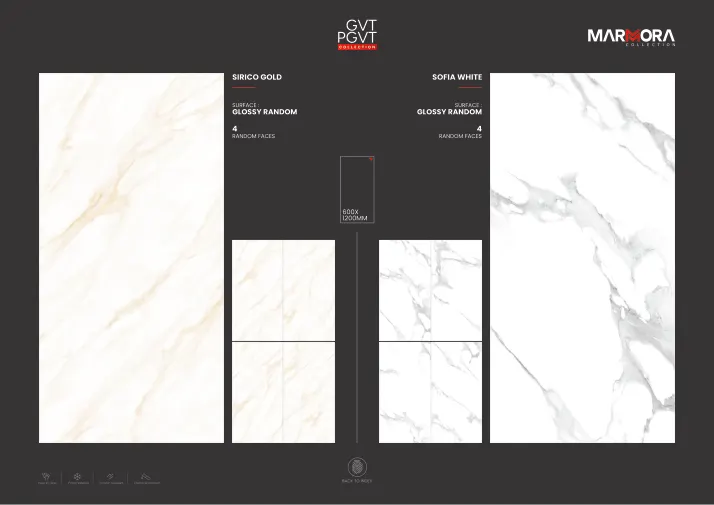 GVT
PGVT
COLLECTION
MARMORA
COLLECTION
SIRICO GOLD
SURFACE :
GLOSSY RANDOM
4
RANDOM FACES
SOFIA WHITE
SURFACE :
GLOSSY RANDOM
4
RANDOM FACES
600X
1200MM
BACK TO INDEX